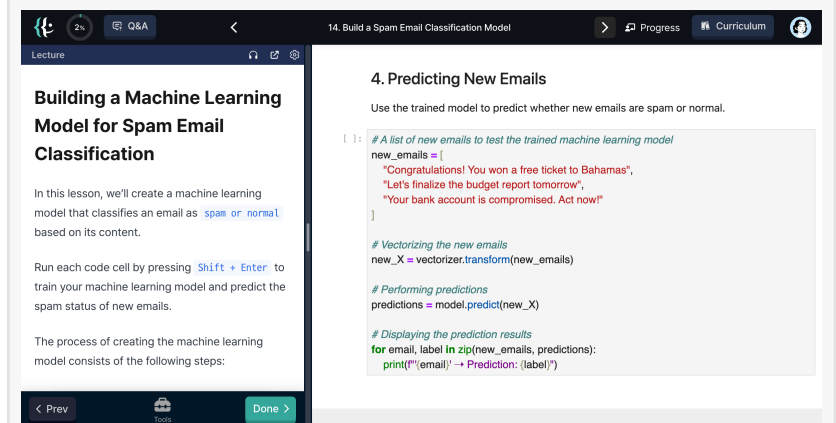 2%
Q&A
14. Build a Spam Email Classification Model
Progress
Curriculum
Lecture
Building a Machine Learning
Model for Spam Email
Classification
In this lesson, we'll create a machine learning
model that classifies an email as spam or normal
based on its content.
Run each code cell by pressing Shift + Enter to
train your machine learning model and predict the
spam status of new emails.
The process of creating the machine learning
model consists of the following steps:
Prev
Tools
Done
4. Predicting New Emails
Use the trained model to predict whether new emails are spam or normal.
[ ]:
# A list of new emails to test the trained machine learning model
new_emails = [
"Congratulations! You won a free ticket to Bahamas",
"Let's finalize the budget report tomorrow",
"Your bank account is compromised. Act now!"
]
# Vectorizing the new emails
new_X = vectorizer.transform(new_emails)
# Performing predictions
predictions = model.predict(new_X)
# Displaying the prediction results
for email, label in zip(new_emails, predictions):
print(f"'{email}' → Prediction: {label}")